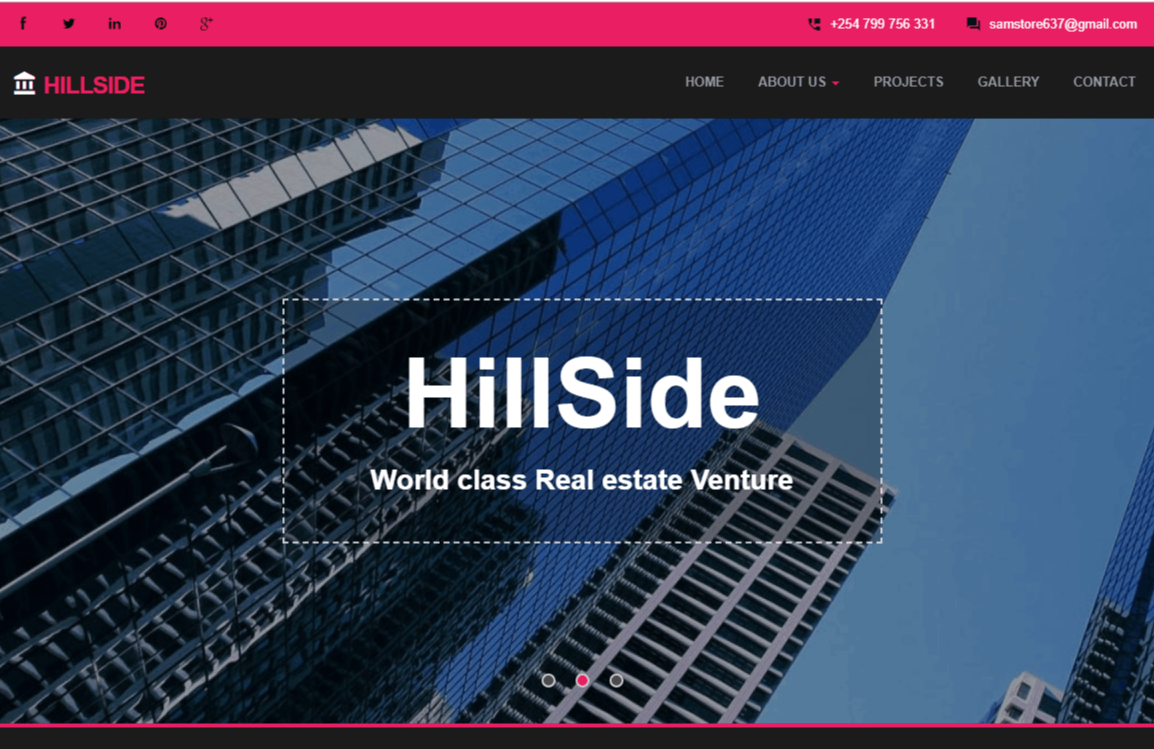 +254 799 756 331 samstore637@gmail.com
HILLSIDE HOME ABOUT US PROJECTS GALLERY CONTACT
HillSide
World class Real estate Venture